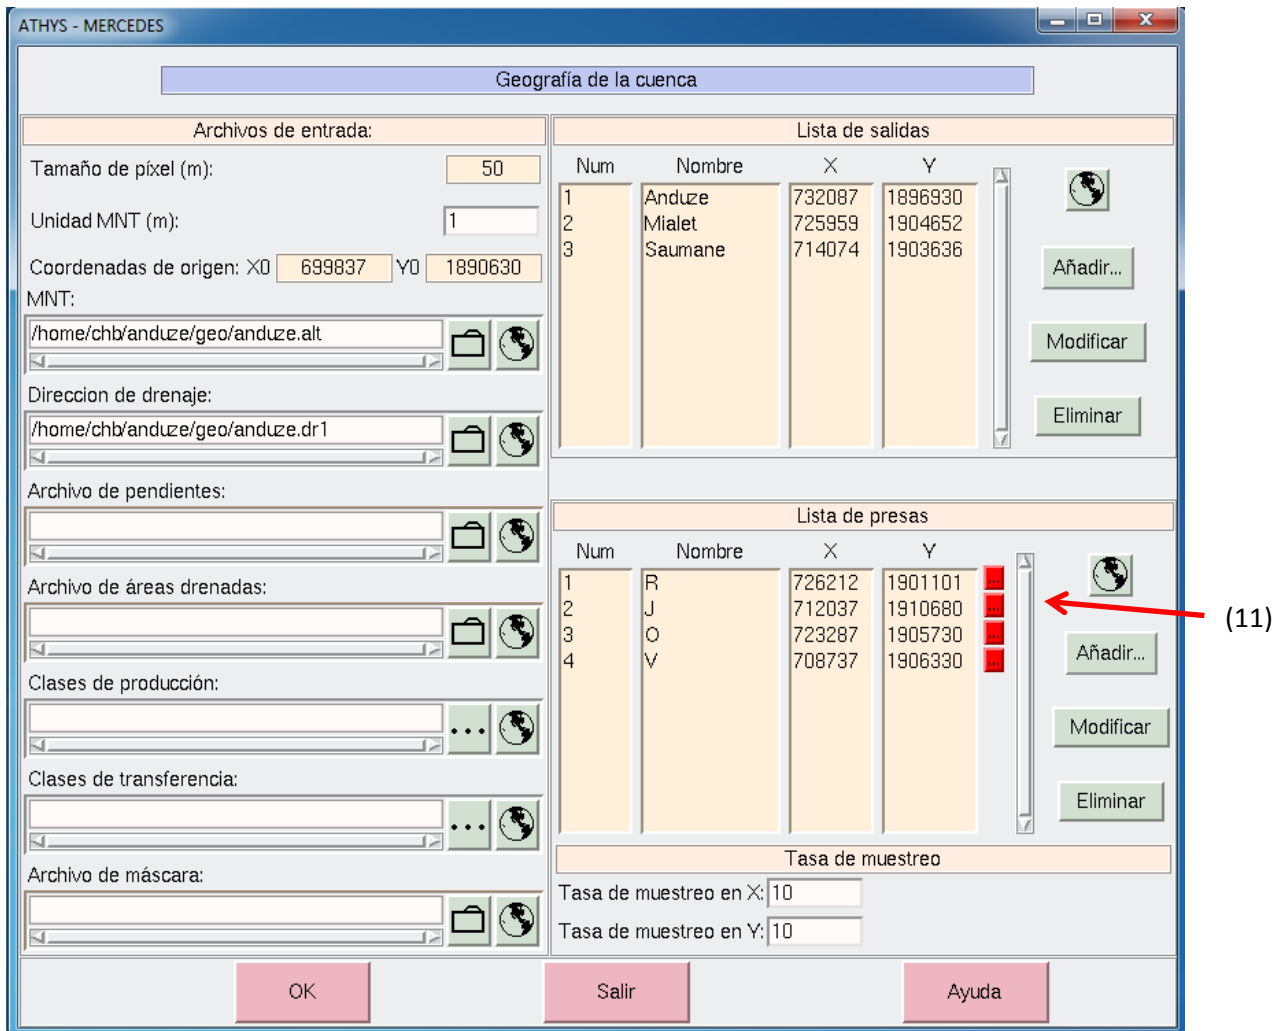 ATHYS - MERCEDES
Geografía de la cuenca
Archivos de entrada:
Tamaño de píxel (m): 50
Unidad MNT (m): 1
Coordenadas de origen: X0 699837 Y0 1890630
MNT:
/home/chb/anduze/geo/anduze.alt
Direccion de drenaje:
/home/chb/anduze/geo/anduze.dr1
Archivo de pendientes:
Archivo de áreas drenadas:
Clases de producción:
...
Clases de transferencia:
...
Archivo de máscara:
Lista de salidas
Num Nombre X Y
1 Anduze 732087 1896930
2 Mialet 725959 1904652
3 Saumane 714074 1903636
Añadir...
Modificar
Eliminar
Lista de presas
Num Nombre X Y
1 R 726212 1901101 ...
2 J 712037 1910680 ...
3 O 723287 1905730 ...
4 V 708737 1906330 ...
(11)
Añadir...
Modificar
Eliminar
Tasa de muestreo
Tasa de muestreo en X: 10
Tasa de muestreo en Y: 10
OK Salir Ayuda